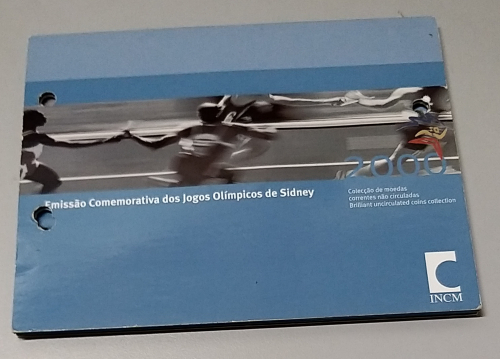 2000
Emissão Comemorativa dos Jogos Olímpicos de Sidney
Colecção de moedas
correntes não circuladas
Brilliant uncirculated coins collection
INCM